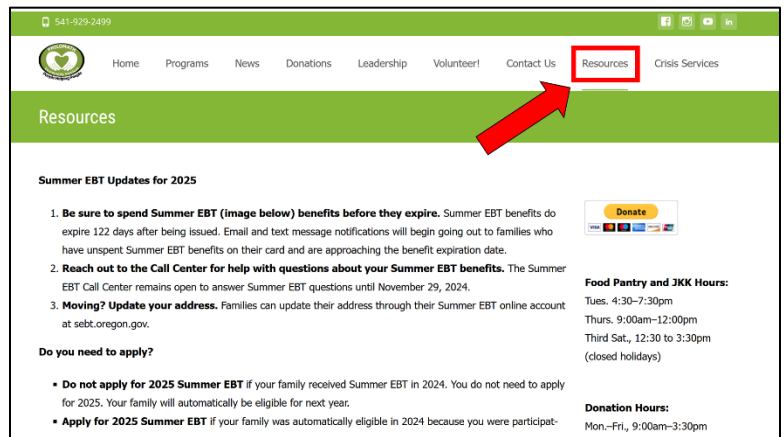 541-929-2499
PHILOMATH
People Helping People
Home Programs News Donations Leadership Volunteer! Contact Us Resources Crisis Services
Resources
Summer EBT Updates for 2025
1. Be sure to spend Summer EBT (image below) benefits before they expire. Summer EBT benefits do
expire 122 days after being issued. Email and text message notifications will begin going out to families who
have unspent Summer EBT benefits on their card and are approaching the benefit expiration date.
2. Reach out to the Call Center for help with questions about your Summer EBT benefits. The Summer
EBT Call Center remains open to answer Summer EBT questions until November 29, 2024.
3. Moving? Update your address. Families can update their address through their Summer EBT online account
at sebt.oregon.gov.
Do you need to apply?
▪ Do not apply for 2025 Summer EBT if your family received Summer EBT in 2024. You do not need to apply
for 2025. Your family will automatically be eligible for next year.
▪ Apply for 2025 Summer EBT if your family was automatically eligible in 2024 because you were participat-
Donate
VISA
Food Pantry and JKK Hours:
Tues. 4:30–7:30pm
Thurs. 9:00am–12:00pm
Third Sat., 12:30 to 3:30pm
(closed holidays)
Donation Hours:
Mon.–Fri., 9:00am–3:30pm